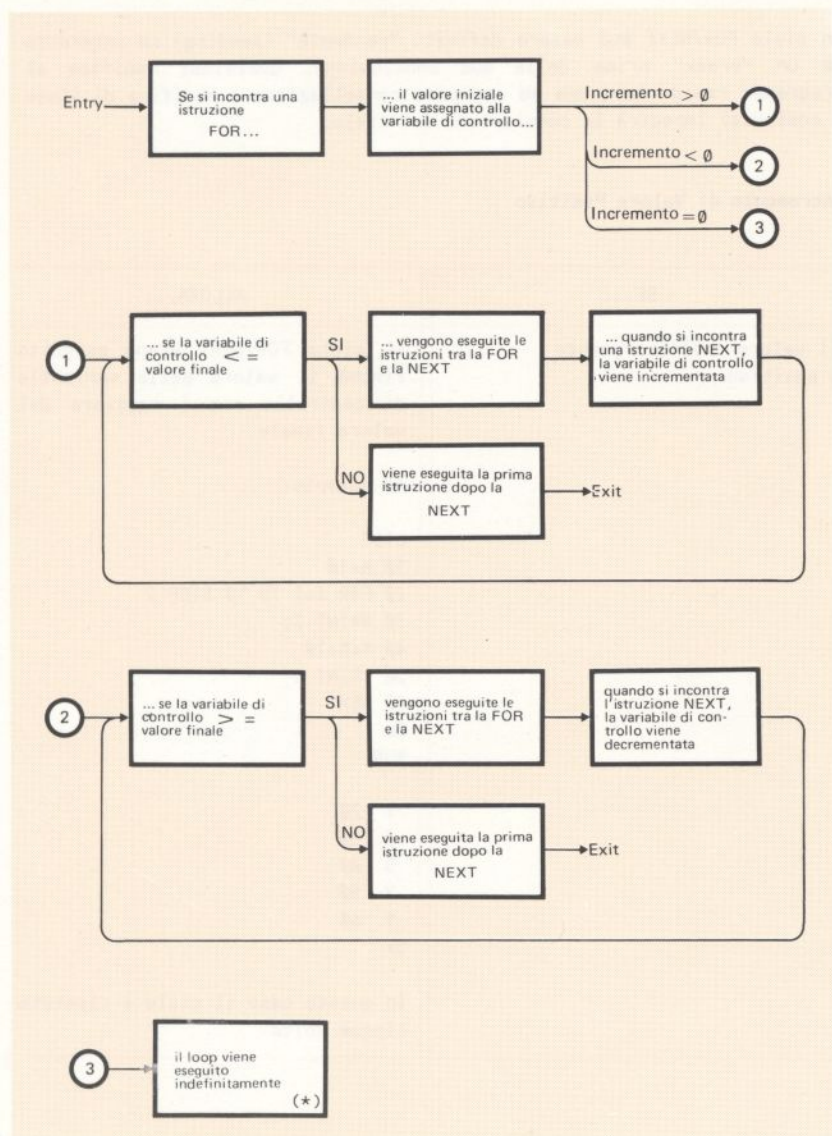 Entry
Se si incontra una
istruzione
FOR...
... il valore iniziale
viene assegnato alla
variabile di controllo...
Incremento > Ø
1
Incremento < Ø
2
Incremento = Ø
3
1
... se la variabile di
controllo < =
valore finale
SI
... vengono eseguite le
istruzioni tra la FOR
e la NEXT
... quando si incontra
una istruzione NEXT,
la variabile di controllo
viene incrementata
NO
viene eseguita la prima
istruzione dopo la
NEXT
Exit
2
... se la variabile di
controllo > =
valore finale
SI
vengono eseguite le
istruzioni tra la FOR
e la NEXT
quando si incontra
l'istruzione NEXT,
la variabile di con-
trollo viene
decrementata
NO
viene eseguita la prima
istruzione dopo la
NEXT
Exit
3
il loop viene
eseguito
indefinitamente
(*)